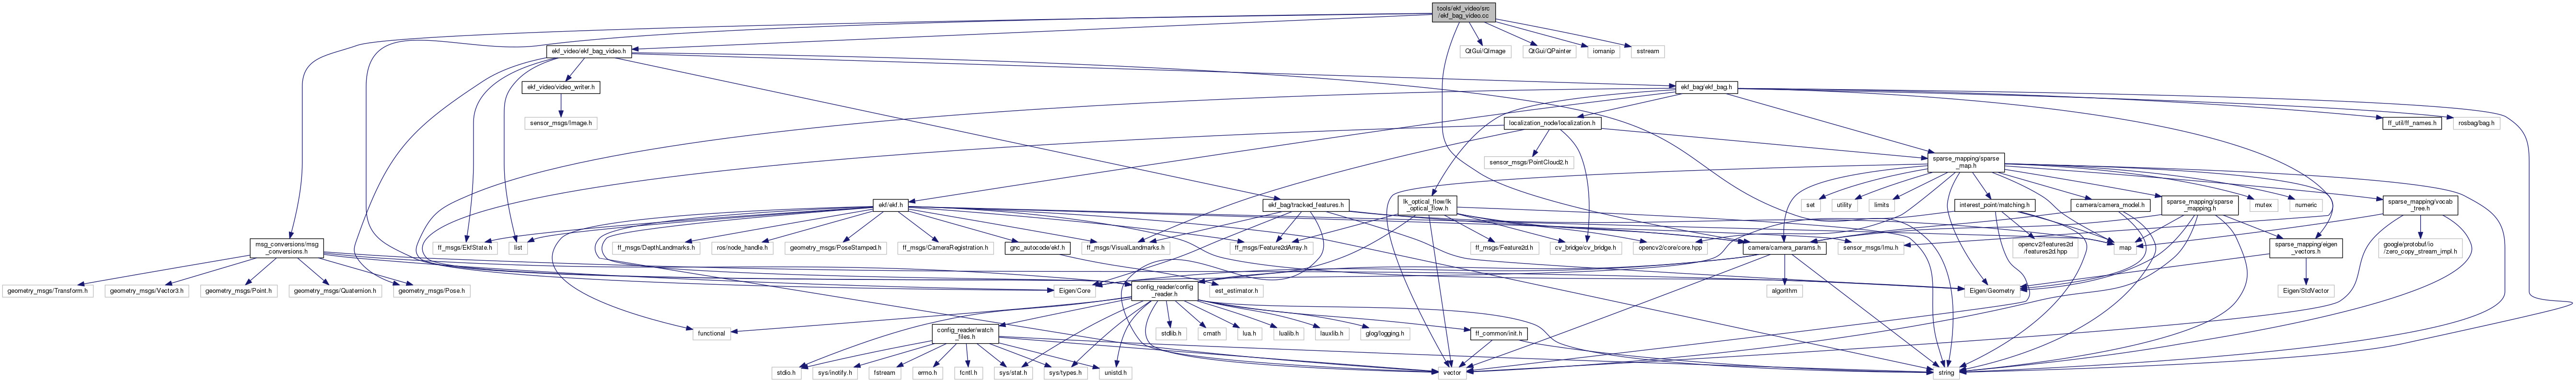 tools/ekf_video/src
/ekf_bag_video.cc
ekf_video/ekf_bag_video.h
QtGui/QImage
QtGui/QPainter
iomanip
sstream
ekf_video/video_writer.h
ekf_bag/ekf_bag.h
sensor_msgs/Image.h
localization_node/localization.h
ff_util/ff_names.h
rosbag/bag.h
sensor_msgs/PointCloud2.h
sparse_mapping/sparse
_map.h
ekf/ekf.h
ekf_bag/tracked_features.h
lk_optical_flow/lk
_optical_flow.h
set
utility
limits
interest_point/matching.h
camera/camera_model.h
sparse_mapping/sparse
_mapping.h
mutex
numeric
sparse_mapping/vocab
_tree.h
msg_conversions/msg
_conversions.h
ff_msgs/EkfState.h
list
ff_msgs/DepthLandmarks.h
ros/node_handle.h
geometry_msgs/PoseStamped.h
ff_msgs/CameraRegistration.h
gnc_autocode/ekf.h
ff_msgs/VisualLandmarks.h
ff_msgs/Feature2dArray.h
ff_msgs/Feature2d.h
cv_bridge/cv_bridge.h
opencv2/core/core.hpp
camera/camera_params.h
sensor_msgs/Imu.h
opencv2/features2d
/features2d.hpp
map
sparse_mapping/eigen
_vectors.h
google/protobuf/io
/zero_copy_stream_impl.h
geometry_msgs/Transform.h
geometry_msgs/Vector3.h
geometry_msgs/Point.h
geometry_msgs/Quaternion.h
geometry_msgs/Pose.h
Eigen/Core
config_reader/config
_reader.h
est_estimator.h
algorithm
Eigen/Geometry
Eigen/StdVector
functional
config_reader/watch
_files.h
stdlib.h
cmath
lua.h
lualib.h
lauxlib.h
glog/logging.h
ff_common/init.h
stdio.h
sys/inotify.h
fstream
errno.h
fcntl.h
sys/stat.h
sys/types.h
unistd.h
vector
string